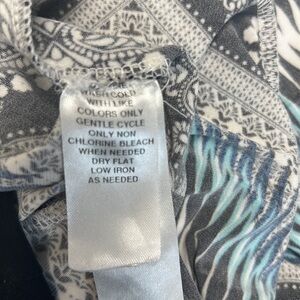 WASH COLD
WITH LIKE
COLORS ONLY
GENTLE CYCLE
ONLY NON
CHLORINE BLEACH
WHEN NEEDED
DRY FLAT
LOW IRON
AS NEEDED